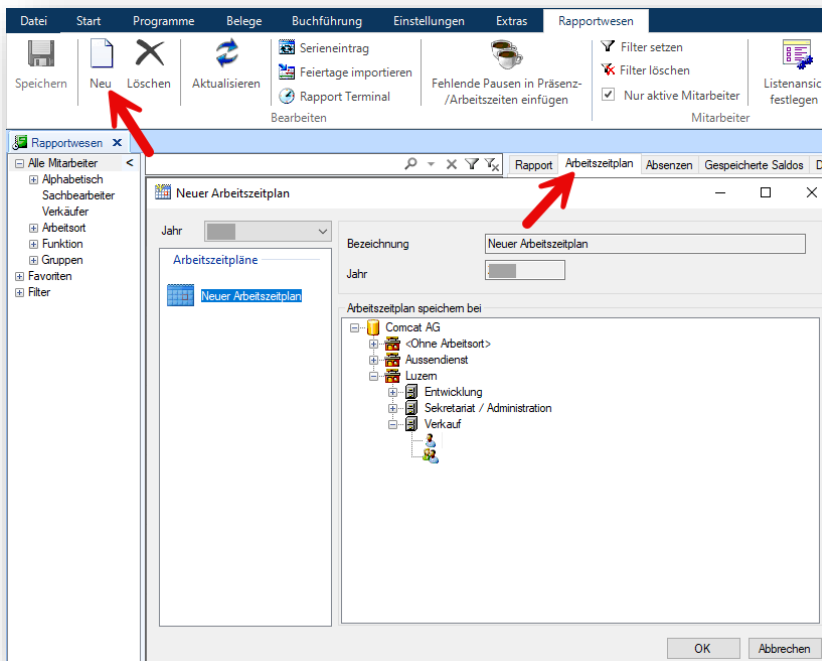 Datei Start Programme Belege Buchführung Einstellungen Extras Rapportwesen
Speichern
Neu
Löschen
Aktualisieren
Serieneintrag
Feiertage importieren
Rapport Terminal
Bearbeiten
Fehlende Pausen in Präsenz-
/Arbeitszeiten einfügen
Filter setzen
Filter löschen
Nur aktive Mitarbeiter
Mitarbeiter
Listenansic
festlegen
Rapportwesen X
Alle Mitarbeiter <
Alphabetisch
Sachbearbeiter
Verkäufer
Arbeitsort
Funktion
Gruppen
Favoriten
Filter
Rapport Arbeitszeitplan Absenzen Gespeicherte Saldos D
Neuer Arbeitszeitplan
Jahr
Arbeitszeitpläne
Neuer Arbeitszeitplan
Bezeichnung Neuer Arbeitszeitplan
Jahr
Arbeitszeitplan speichern bei
Comcat AG
<Ohne Arbeitsort>
Aussendienst
Luzern
Entwicklung
Sekretariat / Administration
Verkauf
OK Abbrechen